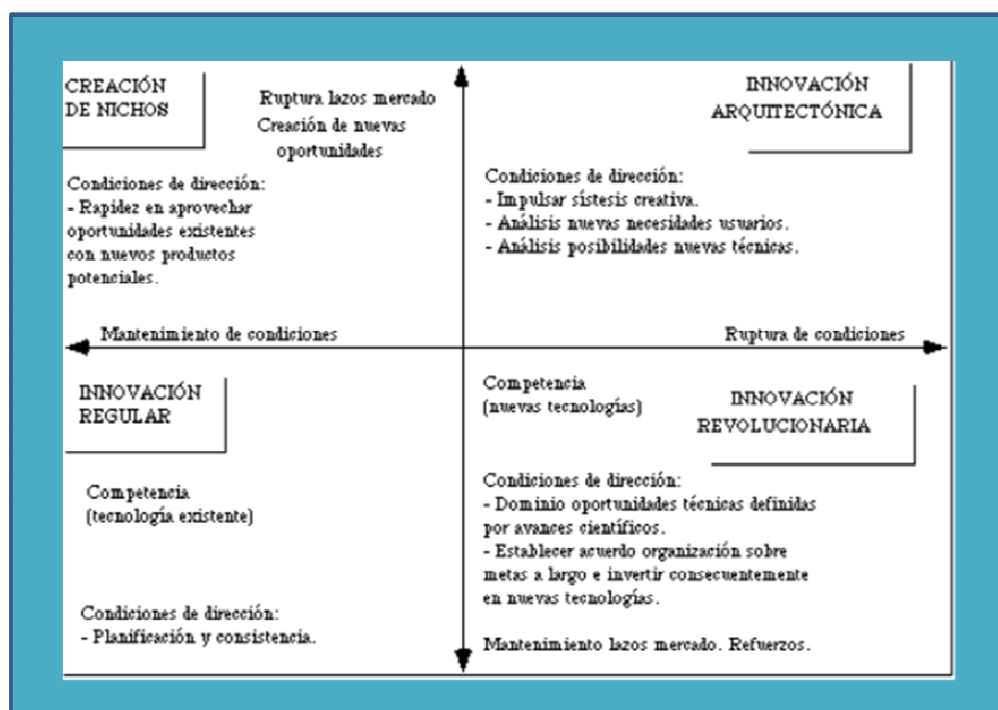 CREACIÓN
DE NICHOS
Ruptura lazos mercado
Creación de nuevas
oportunidades
Condiciones de dirección:
- Rapidez en aprovechar
oportunidades existentes
con nuevos productos
potenciales.
INNOVACIÓN
ARQUITECTÓNICA
Condiciones de dirección:
- Impulsar sístesis creativa.
- Análisis nuevas necesidades usuarios.
- Análisis posibilidades nuevas técnicas.
Mantenimiento de condiciones
Ruptura de condiciones
INNOVACIÓN
REGULAR
Competencia
(tecnología existente)
Condiciones de dirección:
- Planificación y consistencia.
Competencia
(nuevas tecnologías)
INNOVACIÓN
REVOLUCIONARIA
Condiciones de dirección:
- Dominio oportunidades técnicas definidas
por avances científicos.
- Establecer acuerdo organización sobre
metas a largo e invertir consecuentemente
en nuevas tecnologías.
Mantenimiento lazos mercado. Refuerzos.